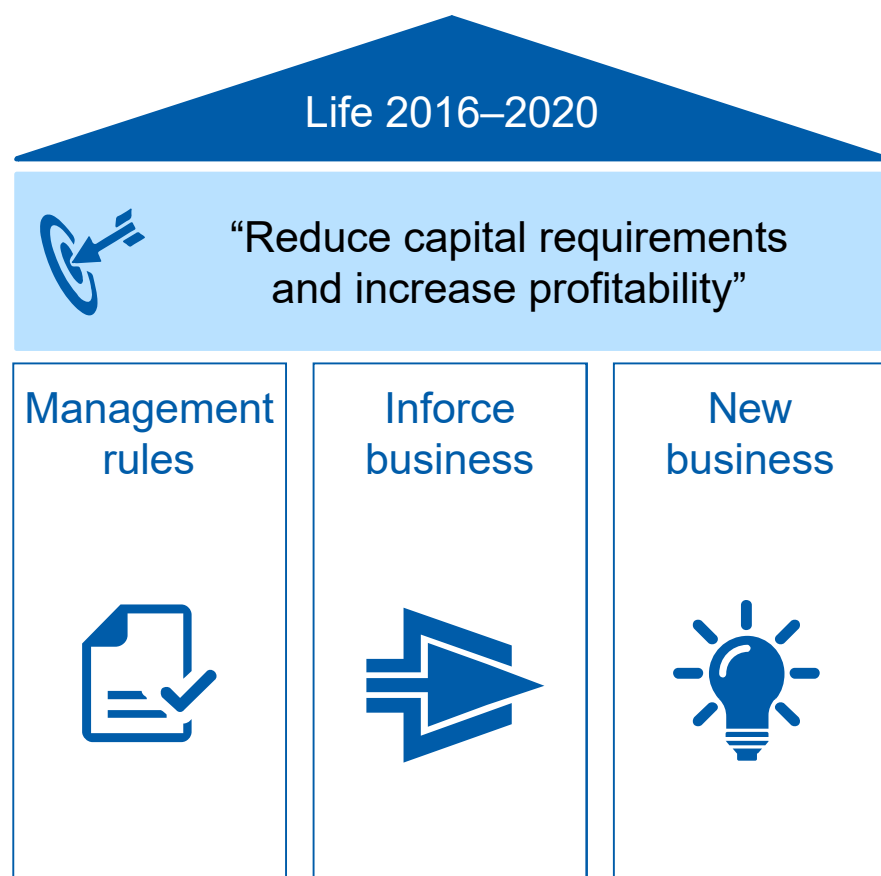 Life 2016–2020
“Reduce capital requirements
and increase profitability”
Management
rules
Inforce
business
New
business